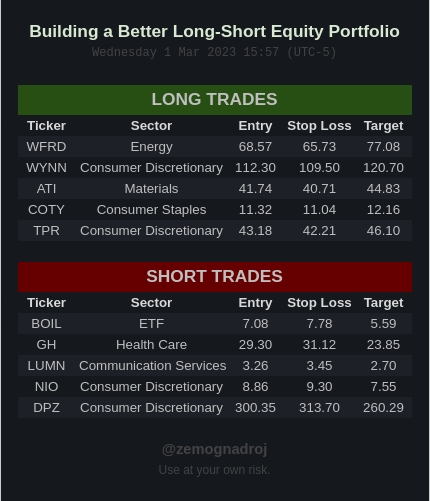 Building a Better Long-Short Equity Portfolio
Wednesday 1 Mar 2023 15:57 (UTC-5)
LONG TRADES
Ticker Sector Entry Stop Loss Target
WFRD Energy 68.57 65.73 77.08
WYNN Consumer Discretionary 112.30 109.50 120.70
ATI Materials 41.74 40.71 44.83
COTY Consumer Staples 11.32 11.04 12.16
TPR Consumer Discretionary 43.18 42.21 46.10
SHORT TRADES
Ticker Sector Entry Stop Loss Target
BOIL ETF 7.08 7.78 5.59
GH Health Care 29.30 31.12 23.85
LUMN Communication Services 3.26 3.45 2.70
NIO Consumer Discretionary 8.86 9.30 7.55
DPZ Consumer Discretionary 300.35 313.70 260.29
@zemognadroj
Use at your own risk.